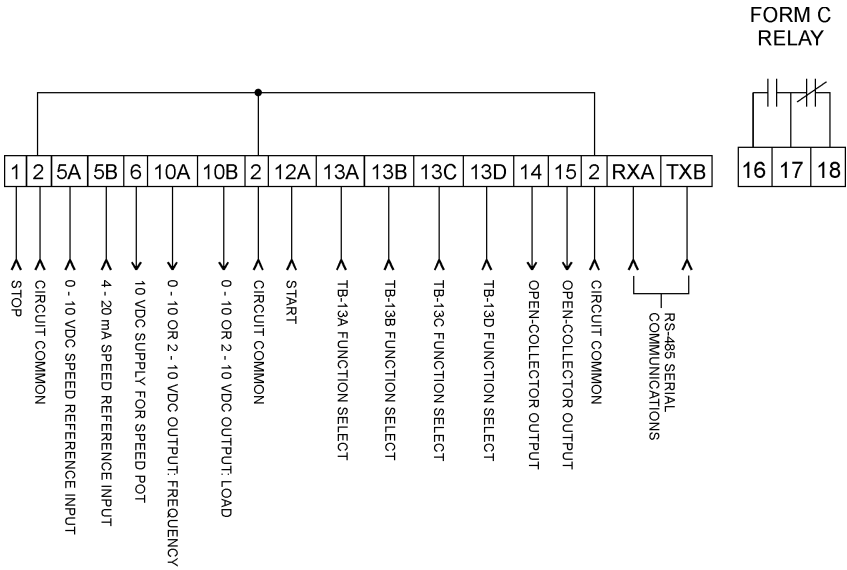 FORM C
RELAY
1 2 5A 5B 6 10A 10B 2 12A 13A 13B 13C 13D 14 15 2 RXA TXB
16 17 18
STOP
CIRCUIT COMMON
0 - 10 VDC SPEED REFERENCE INPUT
4 - 20 mA SPEED REFERENCE INPUT
10 VDC SUPPLY FOR SPEED POT
0 - 10 OR 2 - 10 VDC OUTPUT: FREQUENCY
0 - 10 OR 2 - 10 VDC OUTPUT: LOAD
CIRCUIT COMMON
START
TB-13A FUNCTION SELECT
TB-13B FUNCTION SELECT
TB-13C FUNCTION SELECT
TB-13D FUNCTION SELECT
OPEN-COLLECTOR OUTPUT
OPEN-COLLECTOR OUTPUT
CIRCUIT COMMON
RS-485 SERIAL
COMMUNICATIONS